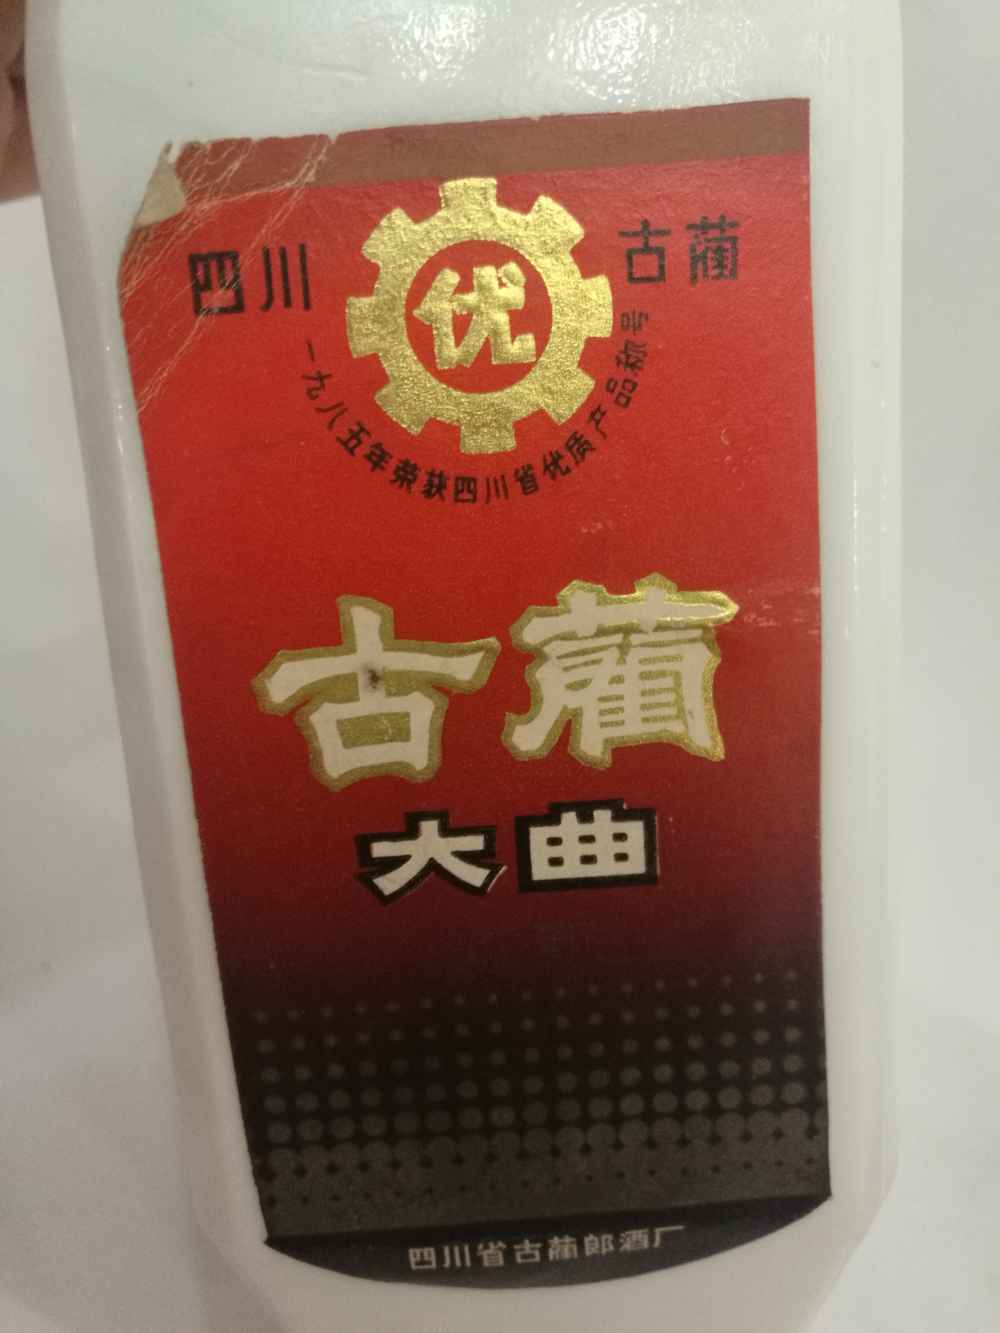 四川
优
古蔺
一九八五年荣获四川省优质产品称号
古蔺
大曲
四川省古蔺郎酒厂